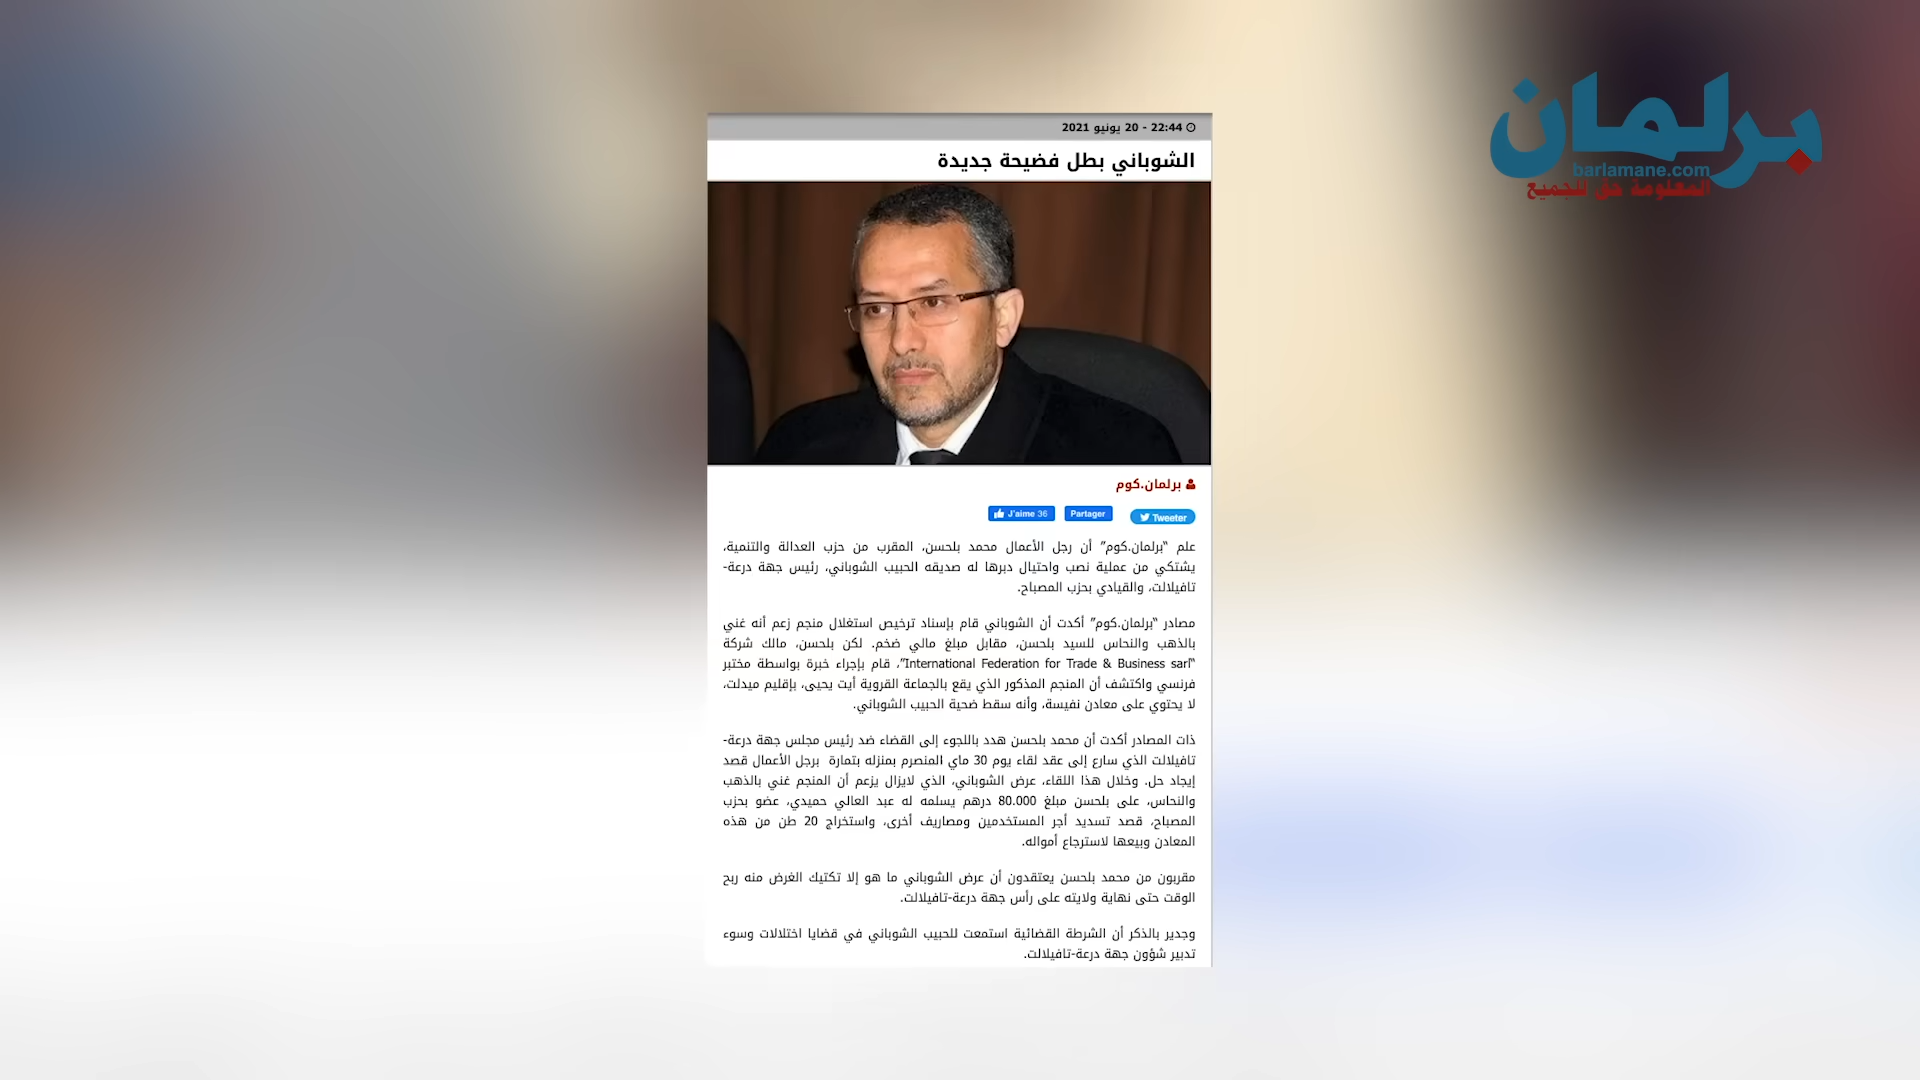 برلمان
barlamane.com
المعلومة حق للجميع
22:44 - 20 يونيو 2021
الشوباني بطل فضيحة جديدة
برلمان.كوم
J'aime 36 Partager Tweeter
علم “برلمان.كوم” أن رجل الأعمال محمد بلحسن، المقرب من حزب العدالة والتنمية،
يشتكي من عملية نصب واحتيال دبرها له صديقه الحبيب الشوباني، رئيس جهة درعة-
تافيلالت، والقيادي بحزب المصباح.
مصادر “برلمان.كوم” أكدت أن الشوباني قام بإسناد ترخيص استغلال منجم زعم أنه غني
بالذهب والنحاس للسيد بلحسن، مقابل مبلغ مالي ضخم. لكن بلحسن، مالك شركة
“International Federation for Trade & Business sarl”، قام بإجراء خبرة بواسطة مختبر
فرنسي واكتشف أن المنجم المذكور الذي يقع بالجماعة القروية أيت يحيى، بإقليم ميدلت،
لا يحتوي على معادن نفيسة، وأنه سقط ضحية الحبيب الشوباني.
ذات المصادر أكدت أن محمد بلحسن هدد باللجوء إلى القضاء ضد رئيس مجلس جهة درعة-
تافيلالت الذي سارع إلى عقد لقاء يوم 30 ماي المنصرم بمنزله بتمارة برجل الأعمال قصد
إيجاد حل. وخلال هذا اللقاء، عرض الشوباني، الذي لايزال يزعم أن المنجم غني بالذهب
والنحاس، على بلحسن مبلغ 80.000 درهم يسلمه له عبد العالي حميدي، عضو بحزب
المصباح، قصد تسديد أجر المستخدمين ومصاريف أخرى، واستخراج 20 طن من هذه
المعادن وبيعها لاسترجاع أمواله.
مقربون من محمد بلحسن يعتقدون أن عرض الشوباني ما هو إلا تكتيك الغرض منه ربح
الوقت حتى نهاية ولايته على رأس جهة درعة-تافيلالت.
وجدير بالذكر أن الشرطة القضائية استمعت للحبيب الشوباني في قضايا اختلالات وسوء
تدبير شؤون جهة درعة-تافيلالت.